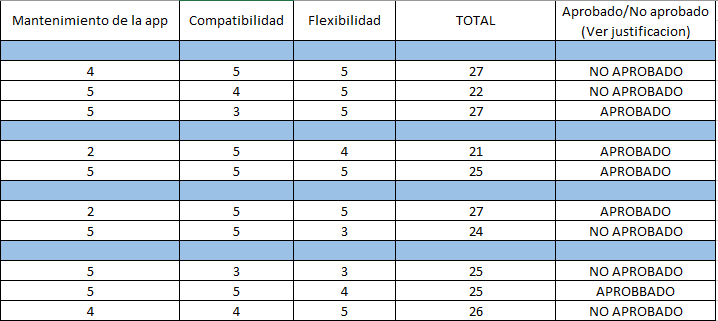 Mantenimiento de la app Compatibilidad Flexibilidad TOTAL Aprobado/No aprobado
(Ver justificacion)
4 5 5 27 NO APROBADO
5 4 5 22 NO APROBADO
5 3 5 27 APROBADO
2 5 4 21 APROBADO
5 5 5 25 APROBADO
2 5 5 27 APROBADO
5 5 3 24 NO APROBADO
5 3 3 25 NO APROBADO
5 5 4 25 APROBBADO
4 4 5 26 NO APROBADO